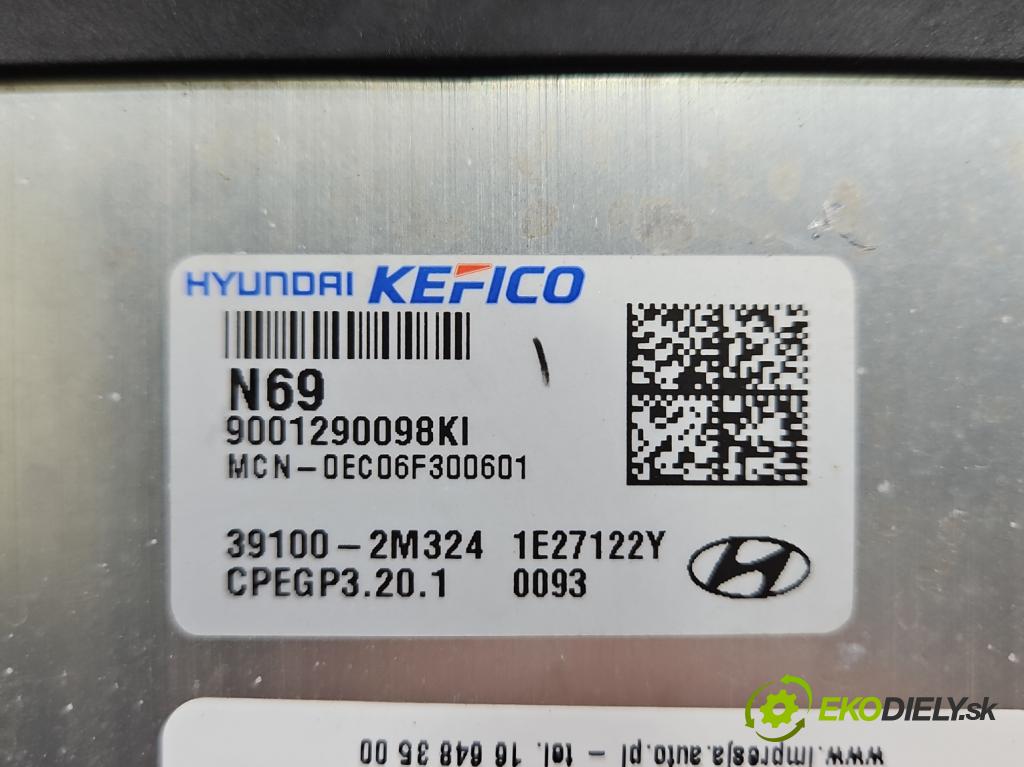 HYUNDAI KEFICO
N69
9001290098KI
MCN-0EC06F300601
39100-2M324 1E27122Y
CPEGP3.20.1 0093
www.impresja.auto.pl - tel. 16 648 35 00
EKODIELY.sk